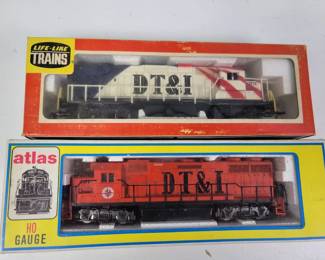 LIFE-LIKE
TRAINS
DT&I
atlas
DT&I
HO
GAUGE